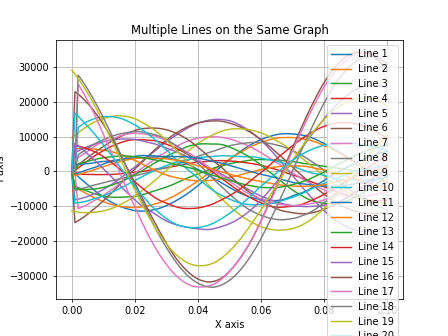 Multiple Lines on the Same Graph
30000
20000
10000
0
−10000
−20000
−30000
0.00
0.02
0.04
0.06
X axis
Line 1
Line 2
Line 3
Line 4
Line 5
Line 6
Line 7
Line 8
Line 9
Line 10
Line 11
Line 12
Line 13
Line 14
Line 15
Line 16
Line 17
Line 18
Line 19